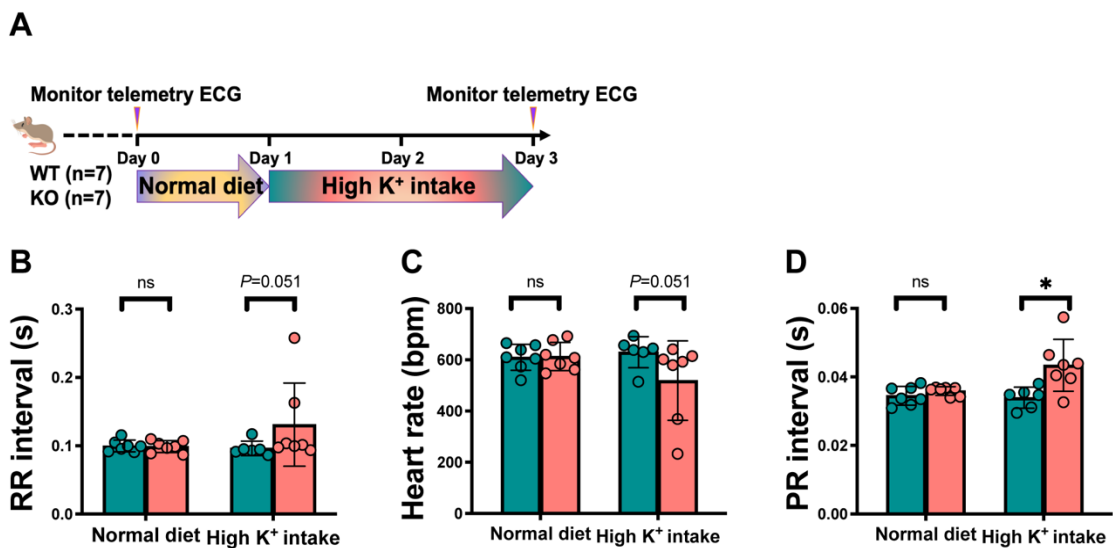 A
Monitor telemetry ECG
Monitor telemetry ECG
Day 0
Day 1
Day 2
Day 3
WT (n=7)
KO (n=7)
Normal diet
High K⁺ intake
B
RR interval (s)
0.3
0.2
0.1
0.0
ns
P=0.051
Normal diet
High K⁺ intake
C
Heart rate (bpm)
800
600
400
200
0
ns
P=0.051
Normal diet
High K⁺ intake
D
PR interval (s)
0.06
0.04
0.02
0.00
ns
*
Normal diet
High K⁺ intake